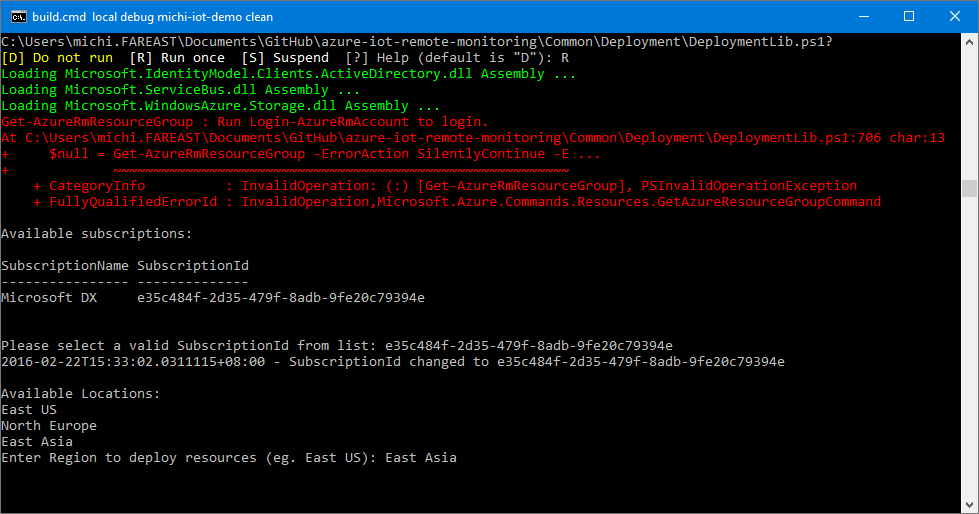 build.cmd local debug michi-iot-demo clean
C:\Users\michi.FAREAST\Documents\GitHub\azure-iot-remote-monitoring\Common\Deployment\DeploymentLib.ps1?
[D] Do not run  [R] Run once  [S] Suspend  [?] Help (default is "D"): R
Loading Microsoft.IdentityModel.Clients.ActiveDirectory.dll Assembly ...
Loading Microsoft.ServiceBus.dll Assembly ...
Loading Microsoft.WindowsAzure.Storage.dll Assembly ...
Get-AzureRmResourceGroup : Run Login-AzureRmAccount to login.
At C:\Users\michi.FAREAST\Documents\GitHub\azure-iot-remote-monitoring\Common\Deployment\DeploymentLib.ps1:706 char:13
+     $null = Get-AzureRmResourceGroup -ErrorAction SilentlyContinue -E ...
+             ~~~~~~~~~~~~~~~~~~~~~~~~~~~~~~~~~~~~~~~~~~~~~~~~~~~~~~~~~
    + CategoryInfo          : InvalidOperation: (:) [Get-AzureRmResourceGroup], PSInvalidOperationException
    + FullyQualifiedErrorId : InvalidOperation,Microsoft.Azure.Commands.Resources.GetAzureResourceGroupCommand
Available subscriptions:
SubscriptionName SubscriptionId
---------------- --------------
Microsoft DX     e35c484f-2d35-479f-8adb-9fe20c79394e
Please select a valid SubscriptionId from list: e35c484f-2d35-479f-8adb-9fe20c79394e
2016-02-22T15:33:02.0311115+08:00 - SubscriptionId changed to e35c484f-2d35-479f-8adb-9fe20c79394e
Available Locations:
East US
North Europe
East Asia
Enter Region to deploy resources (eg. East US): East Asia